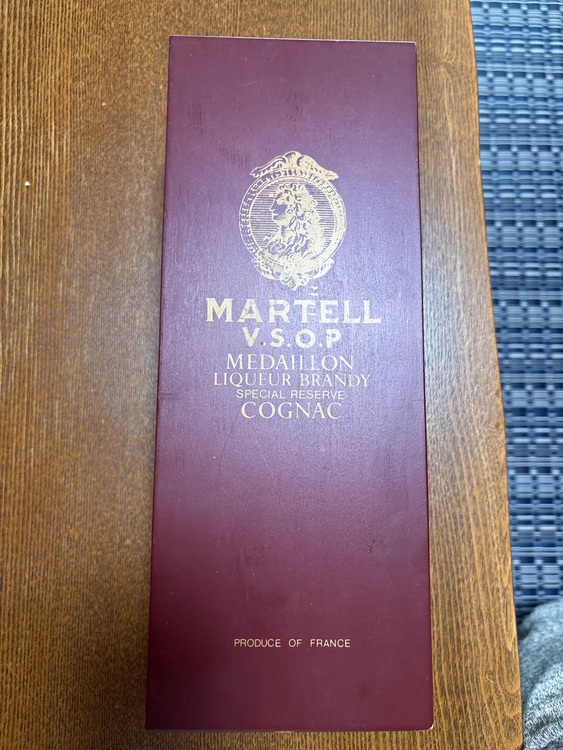 MARTELL
V.S.O.P
MEDAILLON
LIQUEUR BRANDY
SPECIAL RESERVE
COGNAC
PRODUCE OF FRANCE